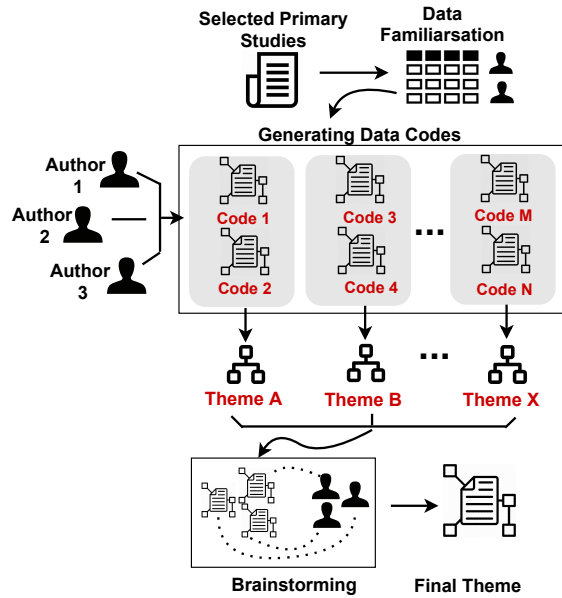 Selected Primary
Studies
Data
Familiarsation
Generating Data Codes
Author
1
Author
2
Author
3
Code 1
Code 3
Code M
...
Code 2
Code 4
Code N
...
Theme A
Theme B
Theme X
Brainstorming
Final Theme